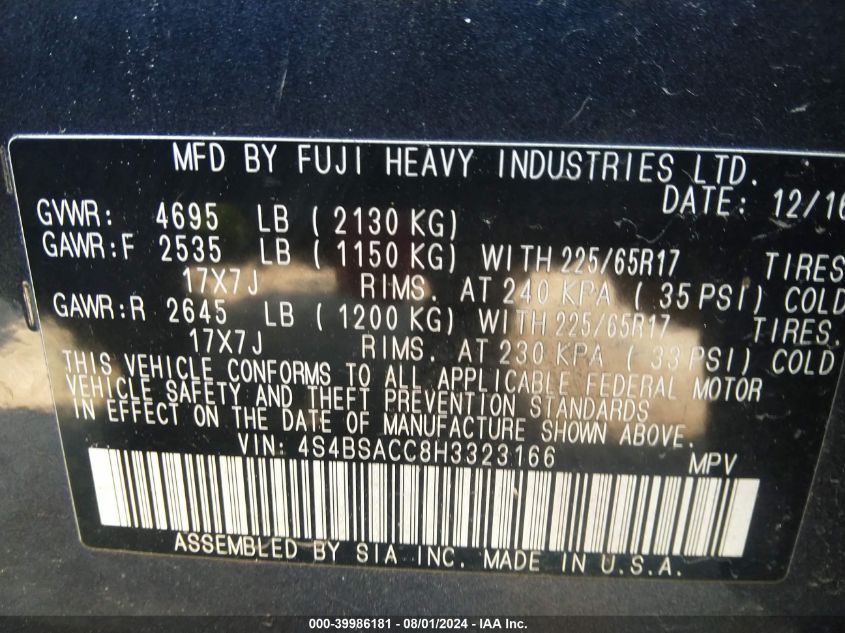 MFD BY FUJI HEAVY INDUSTRIES LTD.
DATE: 12/16
GVWR: 4695 LB ( 2130 KG)
GAWR:F 2535 LB ( 1150 KG) WITH 225/65R17 TIRES
17X7J RIMS. AT 240 KPA ( 35 PSI) COLD
GAWR:R 2645 LB ( 1200 KG) WITH 225/65R17 TIRES.
17X7J RIMS. AT 230 KPA ( 33 PSI) COLD
THIS VEHICLE CONFORMS TO ALL APPLICABLE FEDERAL MOTOR
VEHICLE SAFETY AND THEFT PREVENTION STANDARDS
IN EFFECT ON THE DATE OF MANUFACTURE SHOWN ABOVE.
VIN: 4S4BSACC8H3323166 MPV
ASSEMBLED BY SIA INC. MADE IN U.S.A.
000-39986181 - 08/01/2024 - IAA Inc.